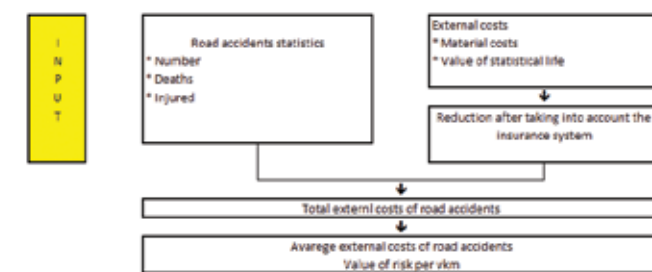 I
N
P
U
T
Road accidents statistics
* Number
* Deaths
* Injured
External costs
* Material costs
* Value of statistical life
Reduction after taking into account the
insurance system
Total externl costs of road accidents
Avarege external costs of road accidents
Value of risk per vkm